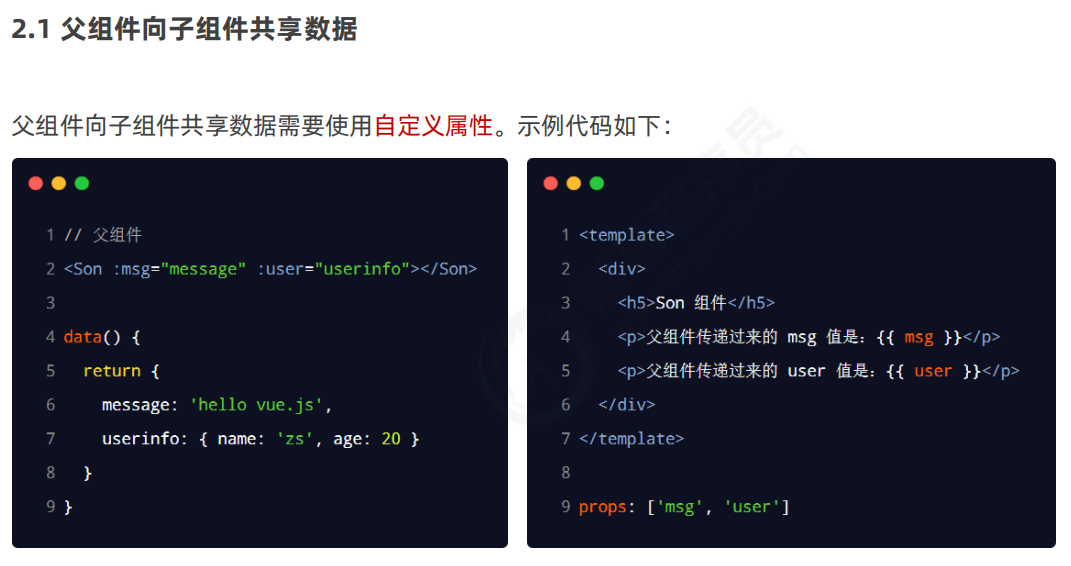 2.1 父组件向子组件共享数据
父组件向子组件共享数据需要使用自定义属性。示例代码如下：
1 // 父组件
2 <Son :msg="message" :user="userinfo"></Son>
3
4 data() {
5   return {
6     message: 'hello vue.js',
7     userinfo: { name: 'zs', age: 20 }
8   }
9 }
1 <template>
2   <div>
3     <h5>Son 组件</h5>
4     <p>父组件传递过来的 msg 值是：{{ msg }}</p>
5     <p>父组件传递过来的 user 值是：{{ user }}</p>
6   </div>
7 </template>
8
9 props: ['msg', 'user']